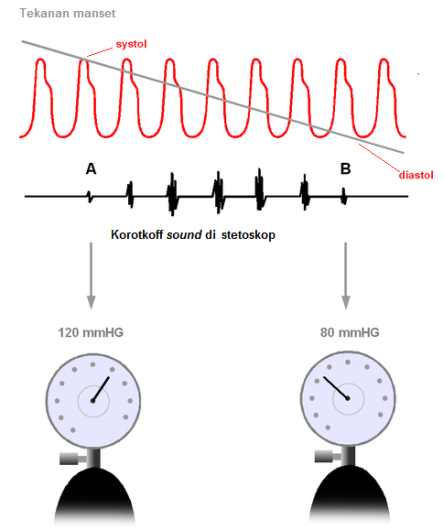 Tekanan manset
systol
A
B
diastol
Korotkoff sound di stetoskop
120 mmHG
80 mmHG